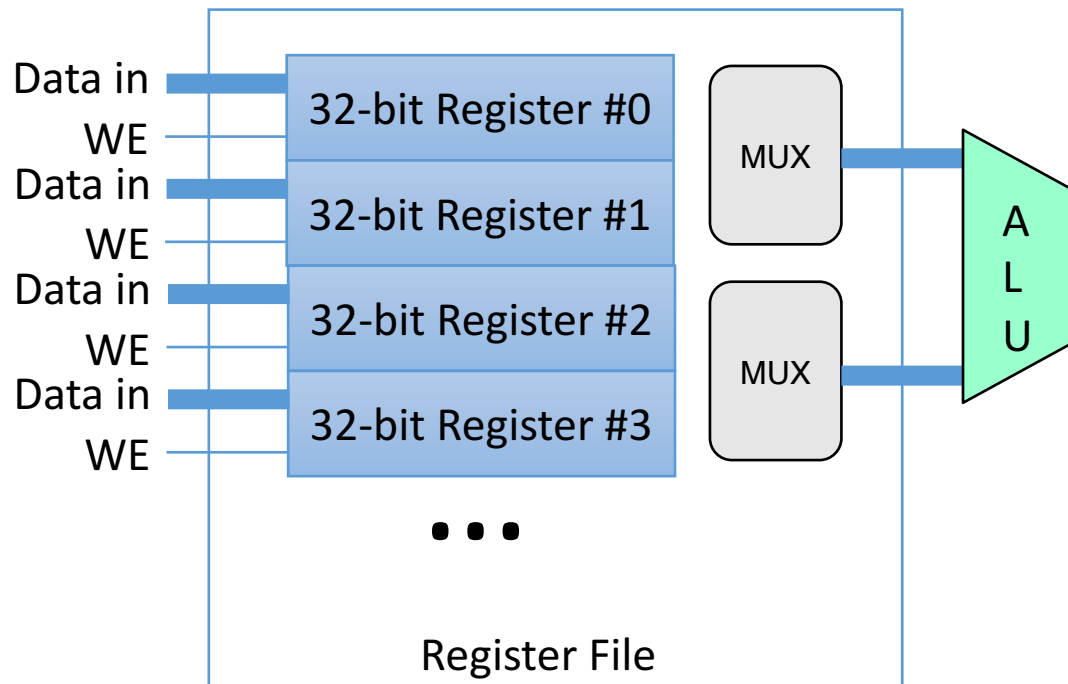 Data in
WE
Data in
WE
Data in
WE
Data in
WE
32-bit Register #0
32-bit Register #1
32-bit Register #2
32-bit Register #3
...
MUX
MUX
A
L
U
Register File